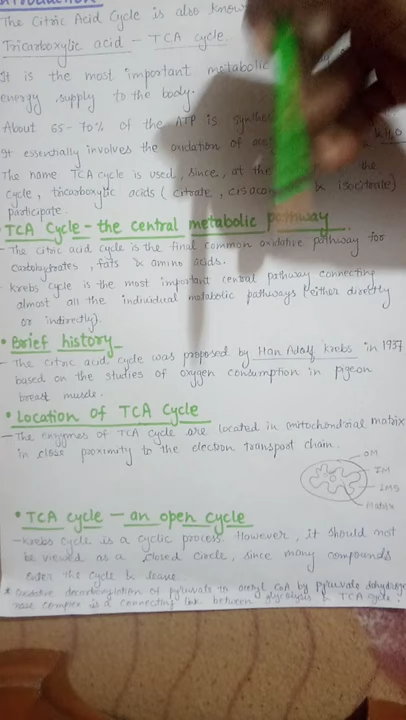 Introduction
The Citric Acid Cycle is also known
Tricarboxylic acid - TCA cycle.
It is the most important metabolic
energy supply to the body.
About 65-70% of the ATP is
It essentially involves the oxidation of H2O
The name TCA cycle is used, since, at the the
cycle, tricarboxylic acids (citrate, & isocitrate)
participate.
TCA Cycle - the central metabolic pathway
- The citric acid cycle is the final common oxidative pathway for
Carbohydrates, fats & amino acids.
- Krebs cycle is the most important central pathway connecting
almost all the individual metabolic pathways (either directly
or indirectly).
• Brief history -
- The citric acid cycle was proposed by Han Adolf Krebs in 1937
based on the studies of oxygen consumption in pigeon
breast muscle.
• Location of TCA Cycle
- The enzymes of TCA cycle are located in mitochondrial matrix
in close proximity to the electron transport chain.
OM
IM
IMS
Matrix
• TCA cycle - an open cycle
- Krebs cycle is a cyclic process. However, it should not
be viewed as a closed circle, since many compounds
enter the cycle & leave.
* Oxidative decarboxylation of pyruvate to acetyl CoA by pyruvate dehydroge
nase complex is a connecting link between glycolysis & TCA cycle.